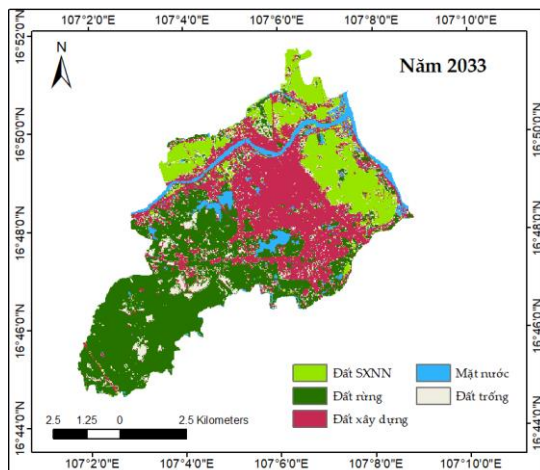 107°2'0"E 107°4'0"E 107°6'0"E 107°8'0"E 107°10'0"E
16°52'0"N 16°52'0"N
N
Năm 2033
16°50'0"N 16°50'0"N
16°48'0"N 16°48'0"N
16°46'0"N 16°46'0"N
Đất SXNN Mặt nước
Đất rừng Đất trống
Đất xây dựng
2.5 1.25 0 2.5 Kilometers
16°44'0"N 16°44'0"N
107°2'0"E 107°4'0"E 107°6'0"E 107°8'0"E 107°10'0"E